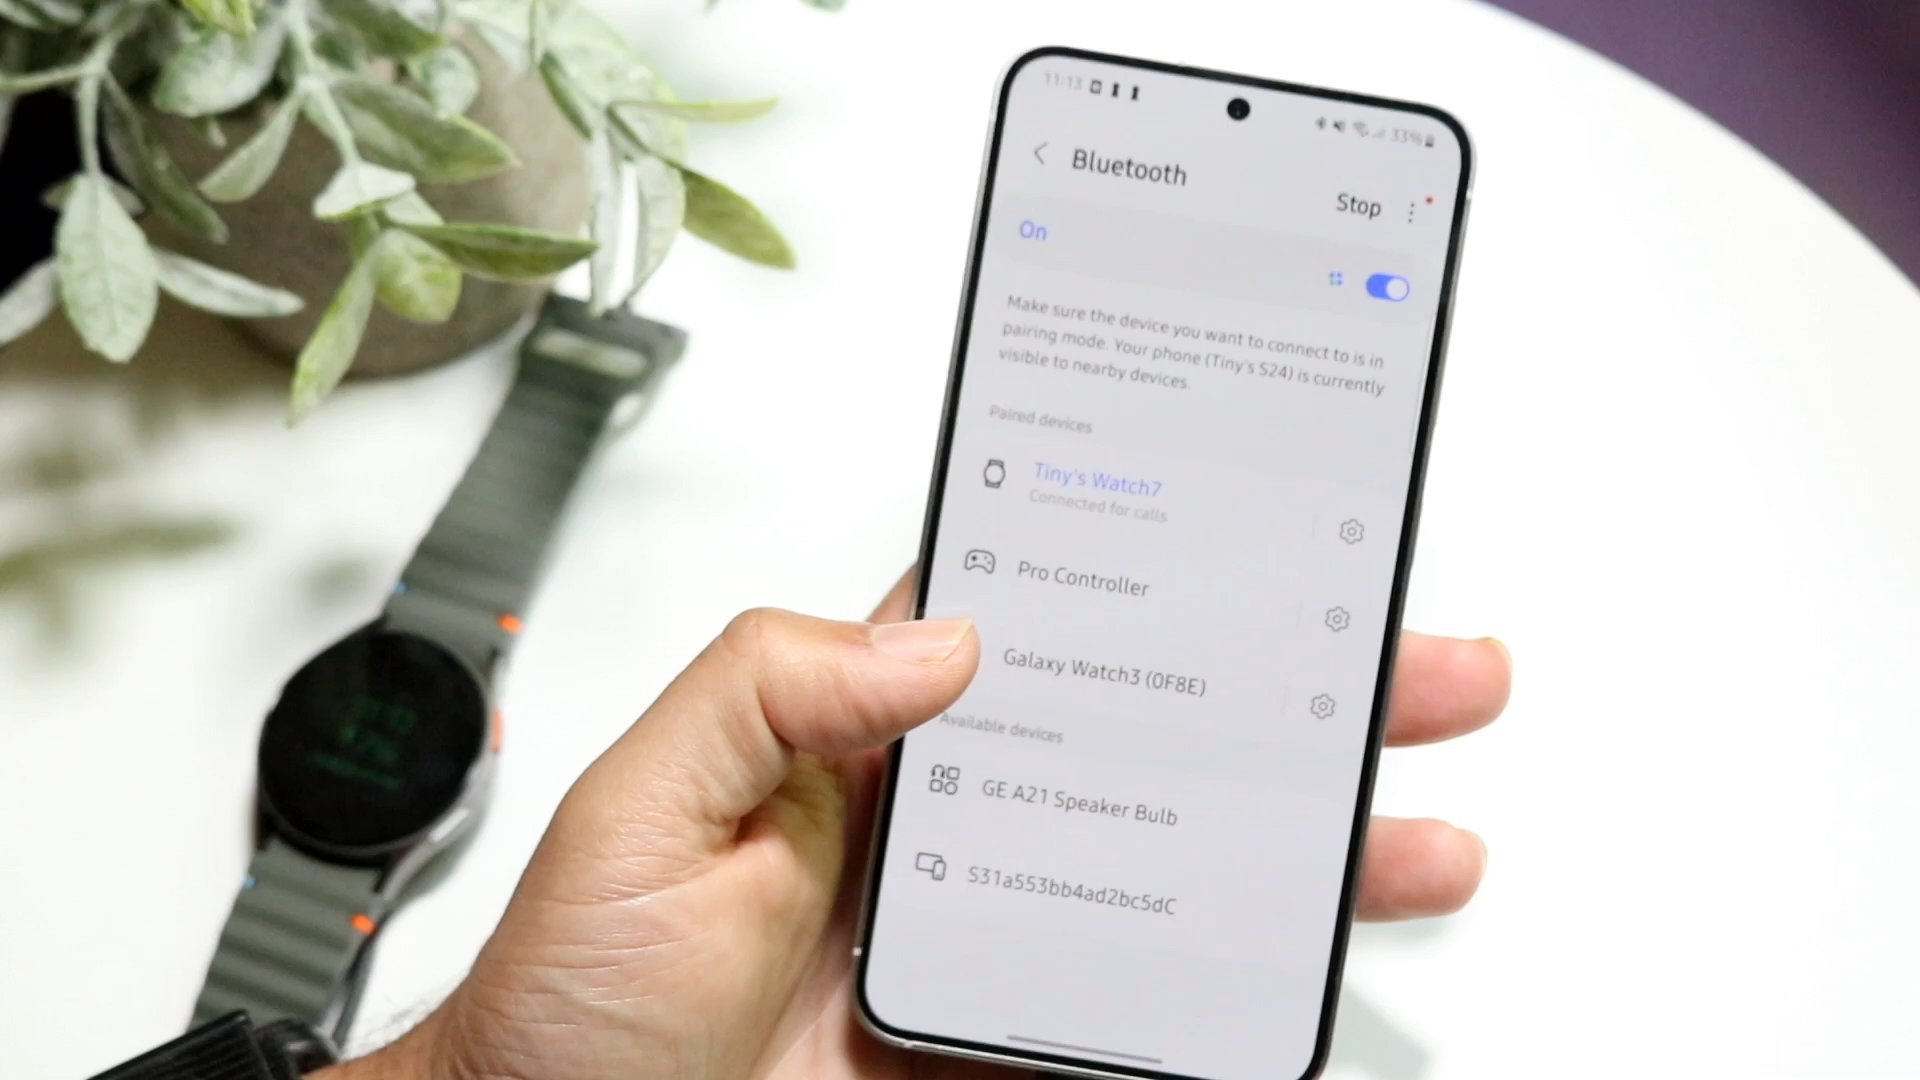 11:13
33%
Bluetooth
Stop
On
Make sure the device you want to connect to is in
pairing mode. Your phone (Tiny's S24) is currently
visible to nearby devices.
Paired devices
Tiny's Watch7
Connected for calls
Pro Controller
Galaxy Watch3 (0F8E)
Available devices
GE A21 Speaker Bulb
S31a553bb4ad2bc5dC